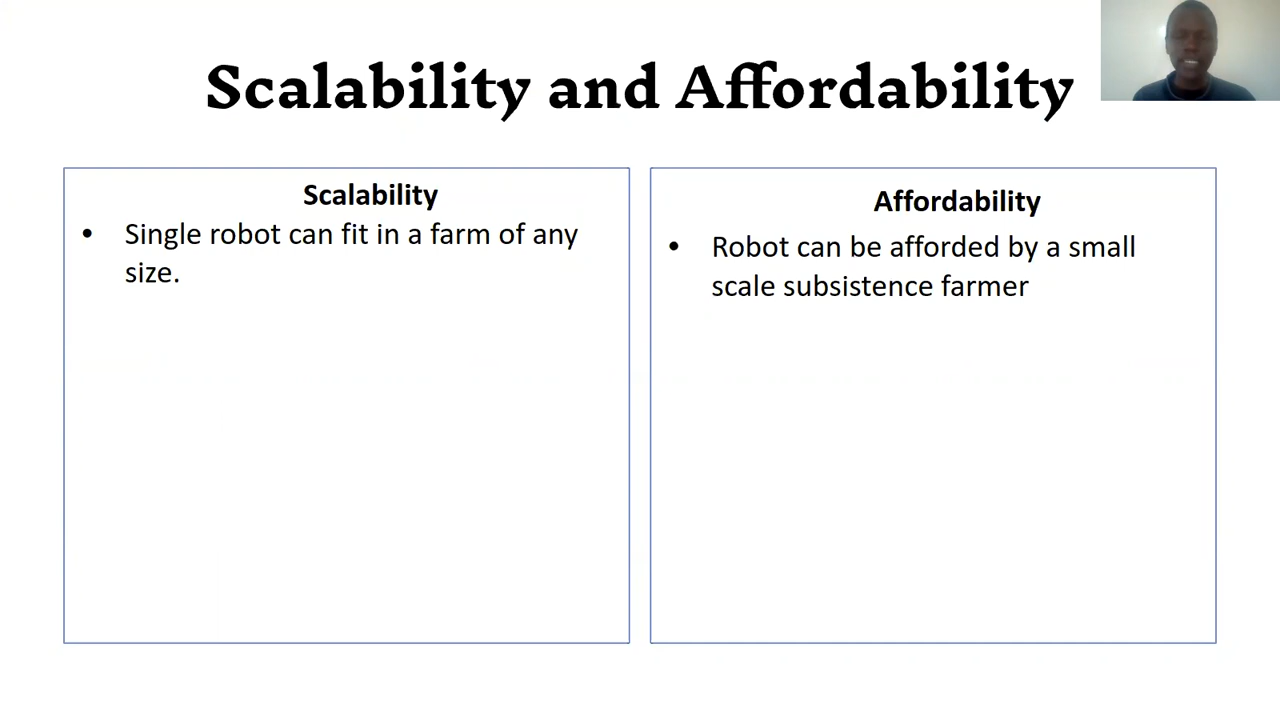 Scalability and Affordability
Scalability
• Single robot can fit in a farm of any
size.
Affordability
• Robot can be afforded by a small
scale subsistence farmer